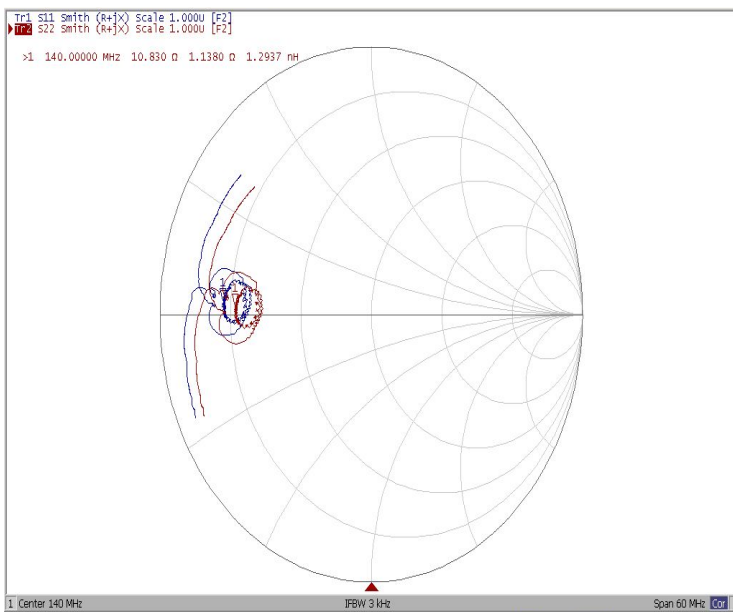 Tr1 S11 Smith (R+jX) Scale 1.000U [F2]
Tr2 S22 Smith (R+jX) Scale 1.000U [F2]
>1 140.00000 MHz 10.830 Ω 1.1380 Ω 1.2937 nH
1
1
1 Center 140 MHz IFBW 3 kHz Span 60 MHz Cor